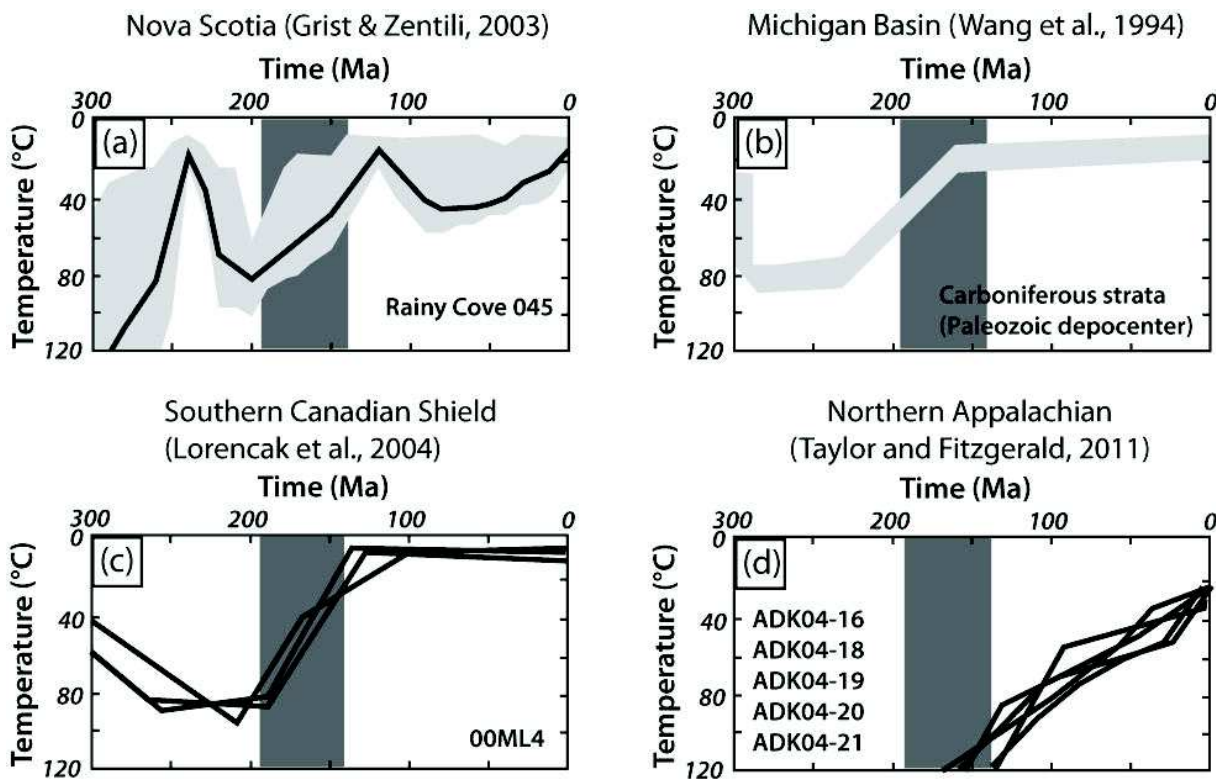 Nova Scotia (Grist & Zentili, 2003)
Time (Ma)
300 200 100 0
0
40
80
120
Temperature (°C)
(a)
Rainy Cove 045
Michigan Basin (Wang et al., 1994)
Time (Ma)
300 200 100 0
0
40
80
120
Temperature (°C)
(b)
Carboniferous strata
(Paleozoic depocenter)
Southern Canadian Shield
(Lorencak et al., 2004)
Time (Ma)
300 200 100 0
0
40
80
120
Temperature (°C)
(c)
00ML4
Northern Appalachian
(Taylor and Fitzgerald, 2011)
Time (Ma)
300 200 100 0
0
40
80
120
Temperature (°C)
(d)
ADK04-16
ADK04-18
ADK04-19
ADK04-20
ADK04-21